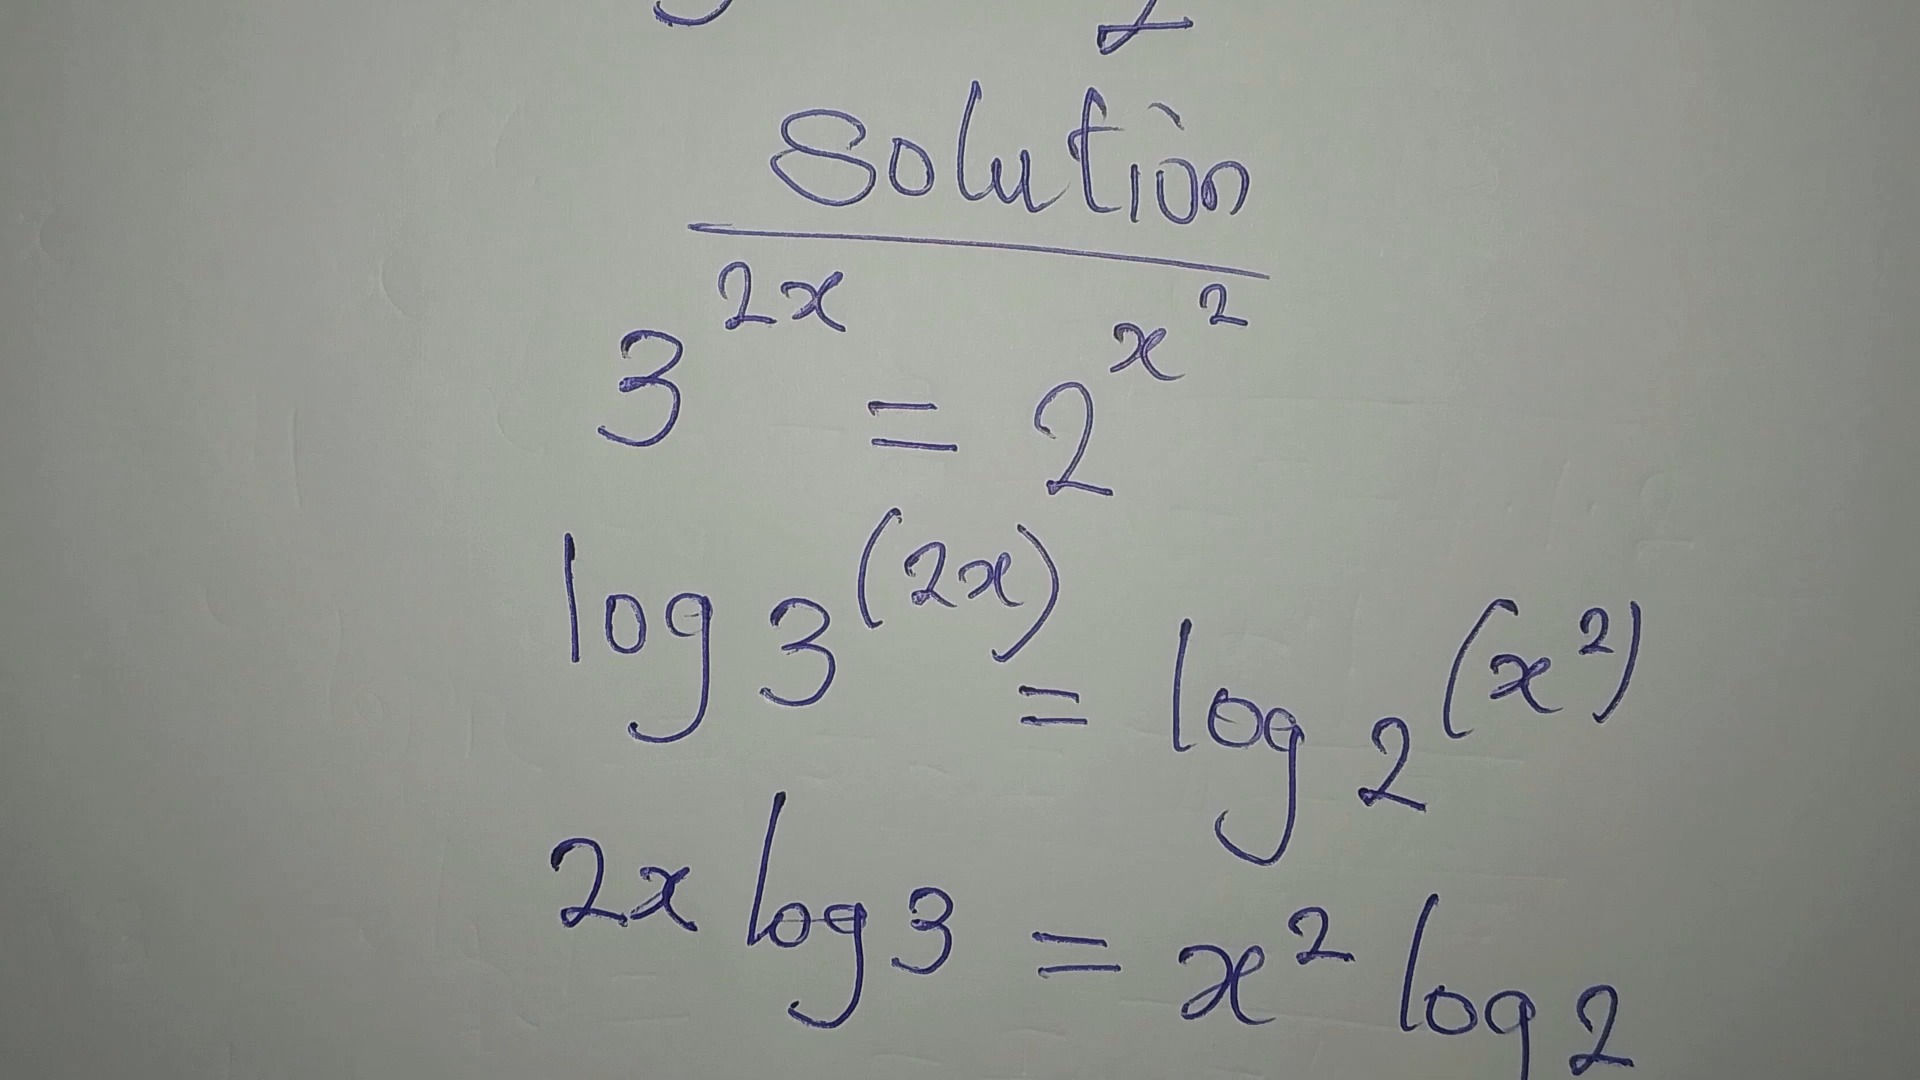 Solution
3^{2x} = 2^{x^2}
log 3^{(2x)} = log 2^{(x^2)}
2x log 3 = x^2 log 2